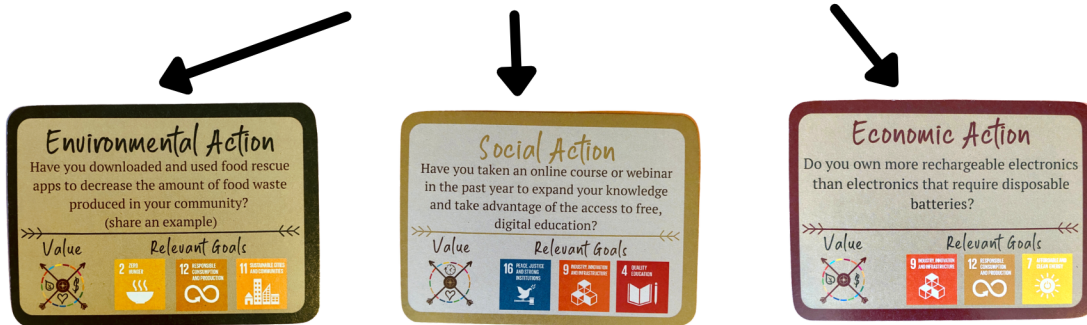 Environmental Action
Have you downloaded and used food rescue
apps to decrease the amount of food waste
produced in your community?
(share an example)
Value
Relevant Goals
2 ZERO HUNGER
12 RESPONSIBLE CONSUMPTION AND PRODUCTION
11 SUSTAINABLE CITIES AND COMMUNITIES
Social Action
Have you taken an online course or webinar
in the past year to expand your knowledge
and take advantage of the access to free,
digital education?
Value
Relevant Goals
16 PEACE, JUSTICE AND STRONG INSTITUTIONS
9 INDUSTRY, INNOVATION AND INFRASTRUCTURE
4 QUALITY EDUCATION
Economic Action
Do you own more rechargeable electronics
than electronics that require disposable
batteries?
Value
Relevant Goals
9 INDUSTRY, INNOVATION AND INFRASTRUCTURE
12 RESPONSIBLE CONSUMPTION AND PRODUCTION
7 AFFORDABLE AND CLEAN ENERGY